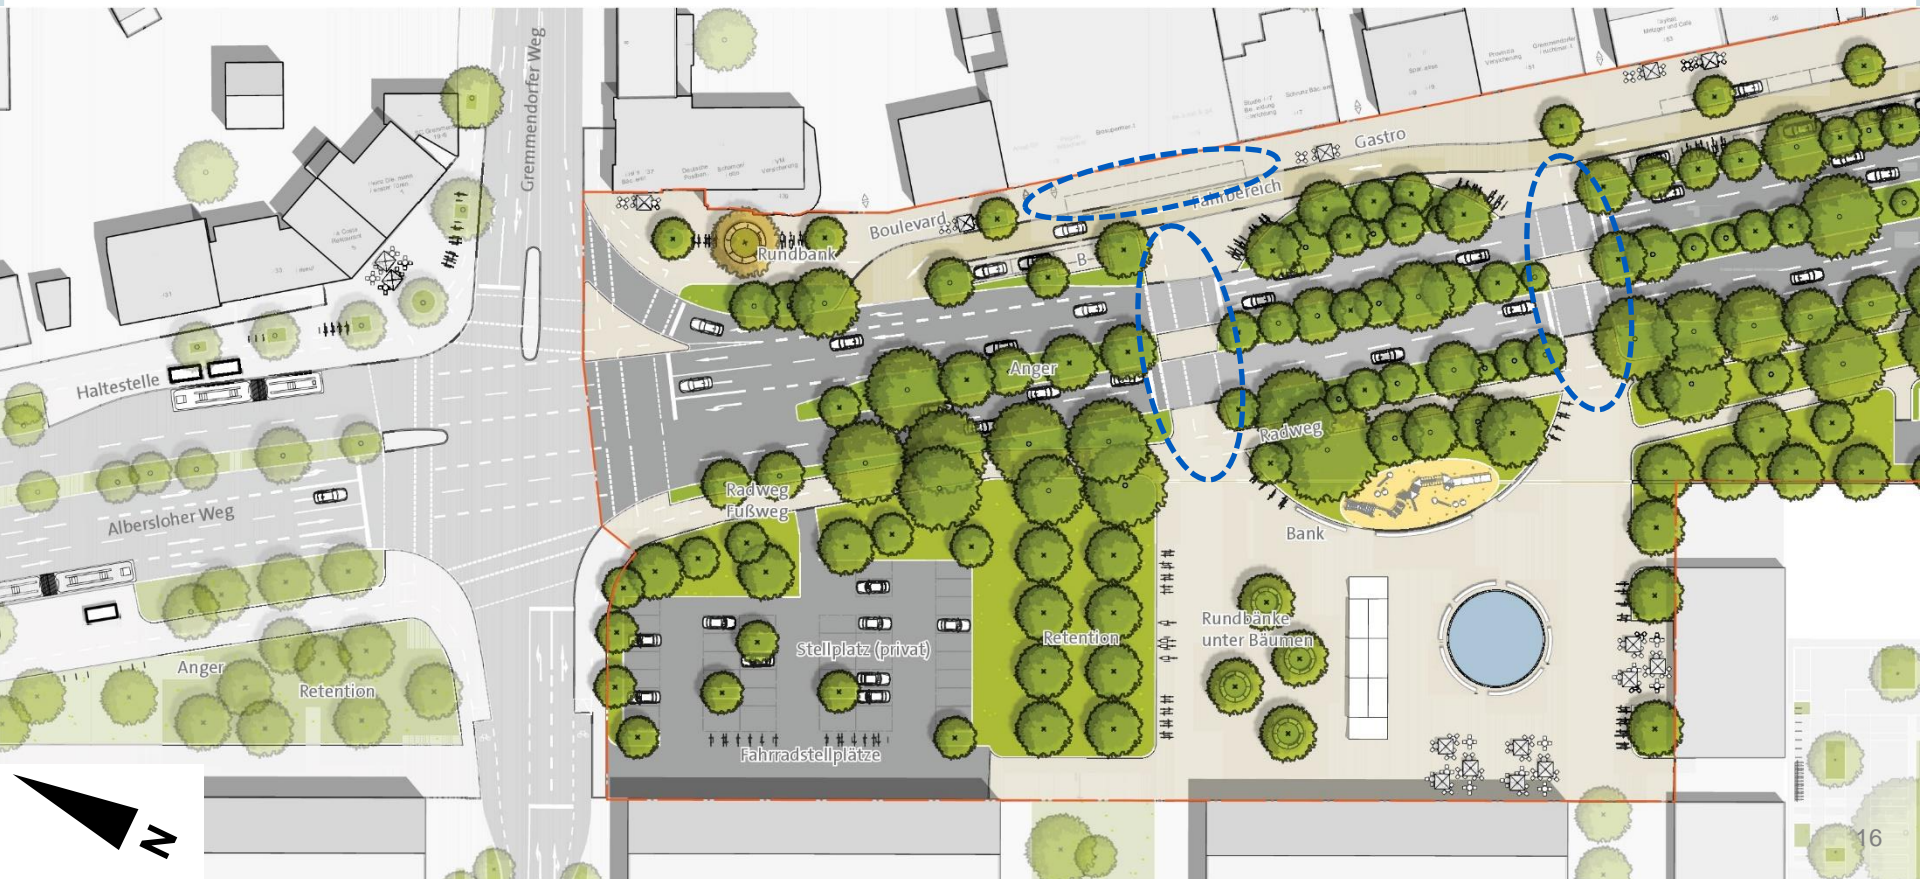 Gremmendorfer Weg
Gastro
Fahrbereich
Boulevard
Rundbank
B
Haltestelle
Anger
Radweg
Radweg
Fußweg
Albersloher Weg
Bank
Rundbänke
unter Bäumen
Retention
Stellplatz (privat)
Anger
Retention
Fahrradstellplätze
N
16